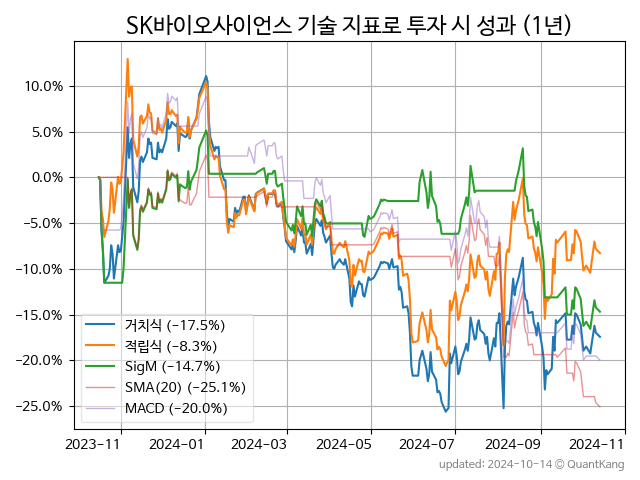 SK바이오사이언스 기술 지표로 투자 시 성과 (1년)
10.0%
5.0%
0.0%
−5.0%
−10.0%
−15.0%
−20.0%
−25.0%
거치식 (−17.5%)
적립식 (−8.3%)
SigM (−14.7%)
SMA(20) (−25.1%)
MACD (−20.0%)
2023−11 2024−01 2024−03 2024−05 2024−07 2024−09 2024−11
updated: 2024-10-14 © QuantKang